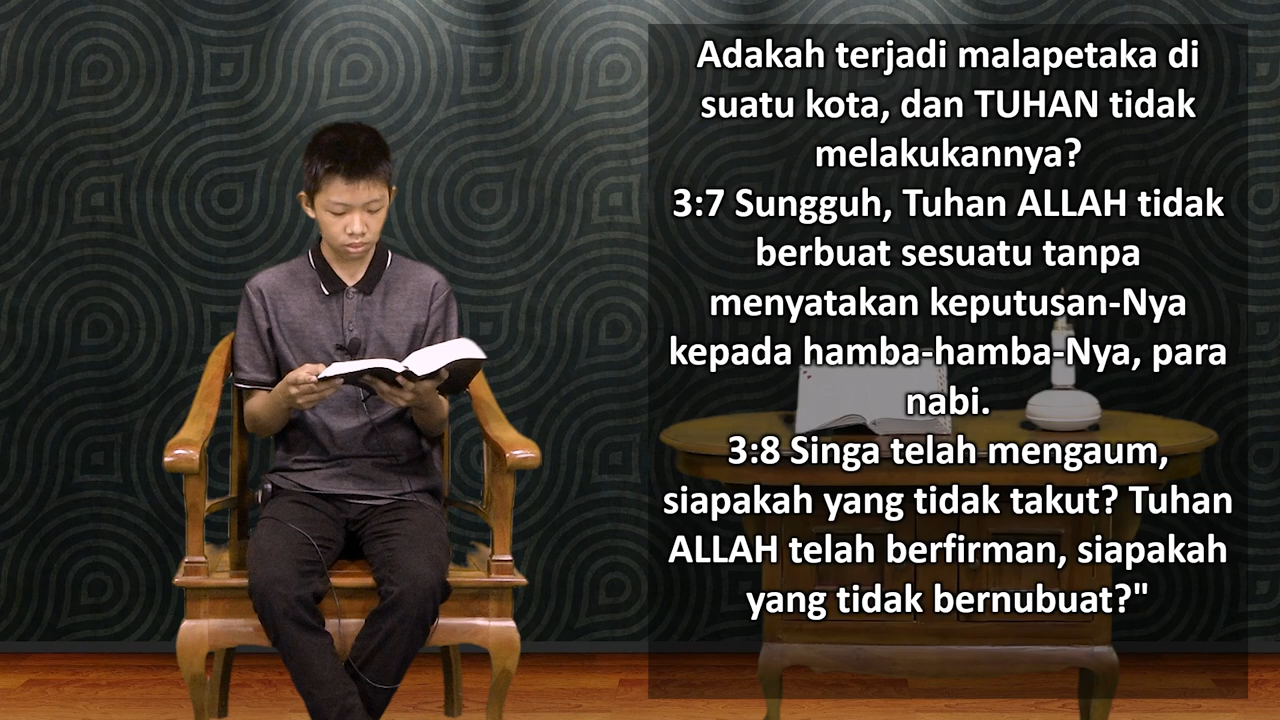 Adakah terjadi malapetaka di
suatu kota, dan TUHAN tidak
melakukannya?
3:7 Sungguh, Tuhan ALLAH tidak
berbuat sesuatu tanpa
menyatakan keputusan-Nya
kepada hamba-hamba-Nya, para
nabi.
3:8 Singa telah mengaum,
siapakah yang tidak takut? Tuhan
ALLAH telah berfirman, siapakah
yang tidak bernubuat?"